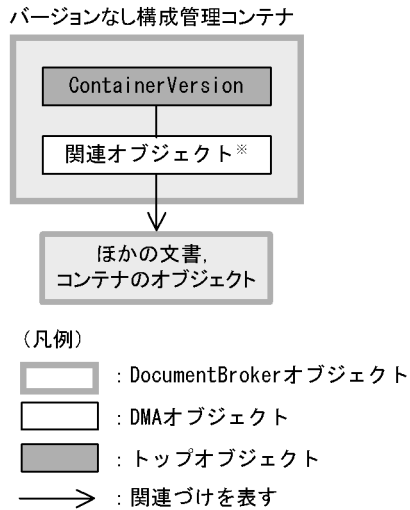 バージョンなし構成管理コンテナ
ContainerVersion
関連オブジェクト※
ほかの文書,
コンテナのオブジェクト
(凡例)
:DocumentBrokerオブジェクト
:DMAオブジェクト
:トップオブジェクト
:関連づけを表す